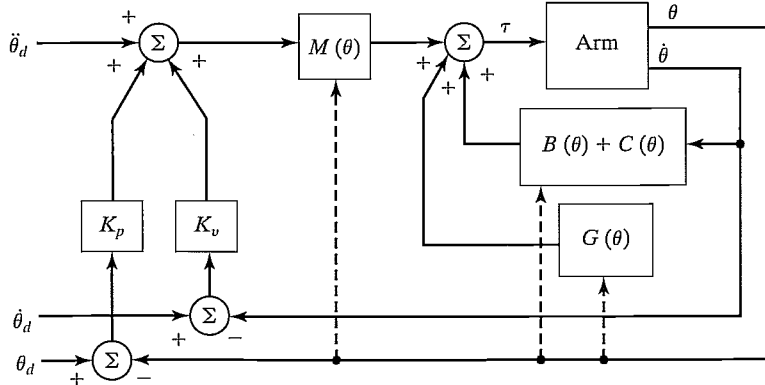 θ
+
θ̈_d
Σ
M (θ)
Σ
τ
Arm
θ̇
+
+
+
+
+
+
B (θ) + C (θ)
K_p
K_v
G (θ)
θ̇_d
Σ
+
−
θ_d
Σ
+
−